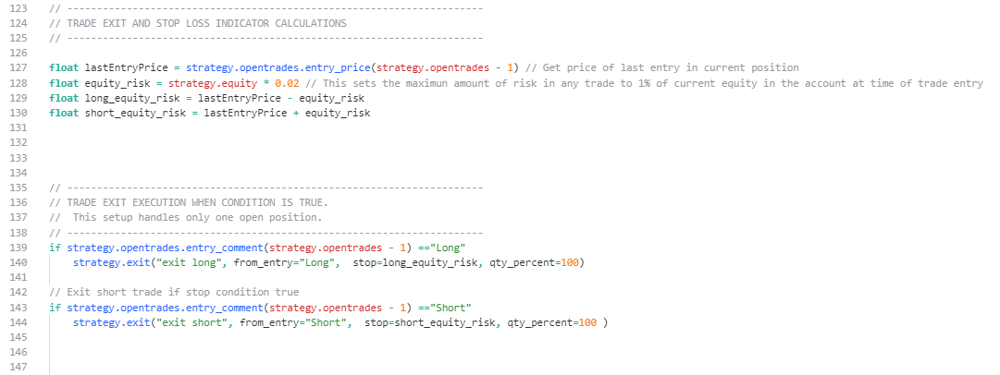 123 // ----------------------------------------------------------------------
124 // TRADE EXIT AND STOP LOSS INDICATOR CALCULATIONS
125 // ----------------------------------------------------------------------
126
127 float lastEntryPrice = strategy.opentrades.entry_price(strategy.opentrades - 1) // Get price of last entry in current position
128 float equity_risk = strategy.equity * 0.02 // This sets the maximun amount of risk in any trade to 1% of current equity in the account at time of trade entry
129 float long_equity_risk = lastEntryPrice - equity_risk
130 float short_equity_risk = lastEntryPrice + equity_risk
131
132
133
134
135 // ----------------------------------------------------------------------
136 // TRADE EXIT EXECUTION WHEN CONDITION IS TRUE.
137 //  This setup handles only one open position.
138 // ----------------------------------------------------------------------
139 if strategy.opentrades.entry_comment(strategy.opentrades - 1) =="Long"
140     strategy.exit("exit long", from_entry="Long",  stop=long_equity_risk, qty_percent=100)
141
142 // Exit short trade if stop condition true
143 if strategy.opentrades.entry_comment(strategy.opentrades - 1) =="Short"
144     strategy.exit("exit short", from_entry="Short",  stop=short_equity_risk, qty_percent=100 )
145
146
147